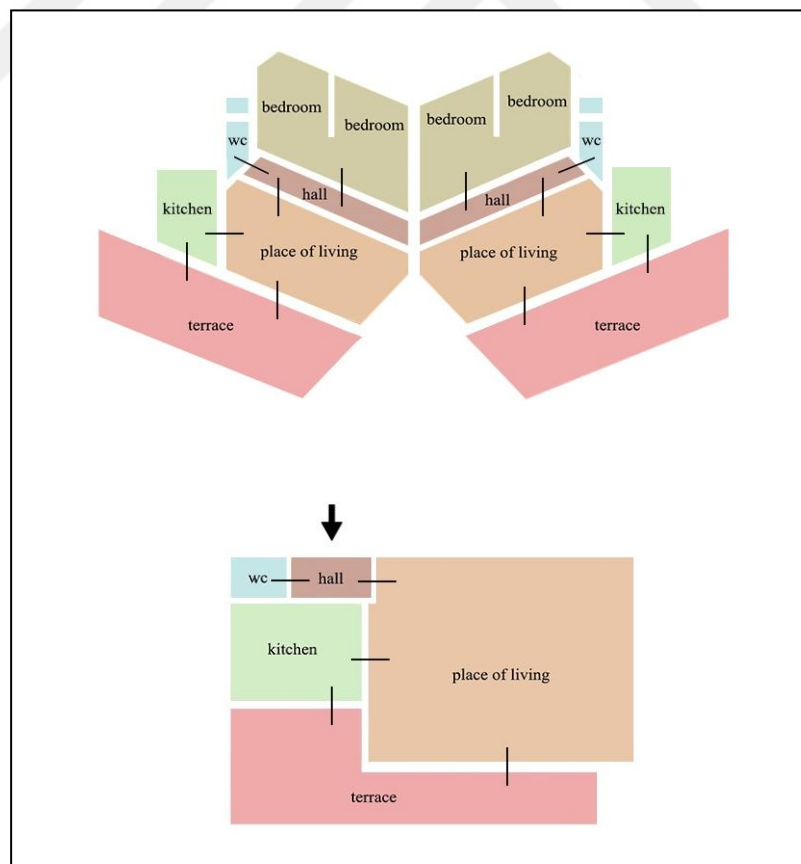 bedroom
bedroom
wc
hall
kitchen
place of living
terrace
bedroom
bedroom
wc
hall
kitchen
place of living
terrace
wc
hall
kitchen
place of living
terrace